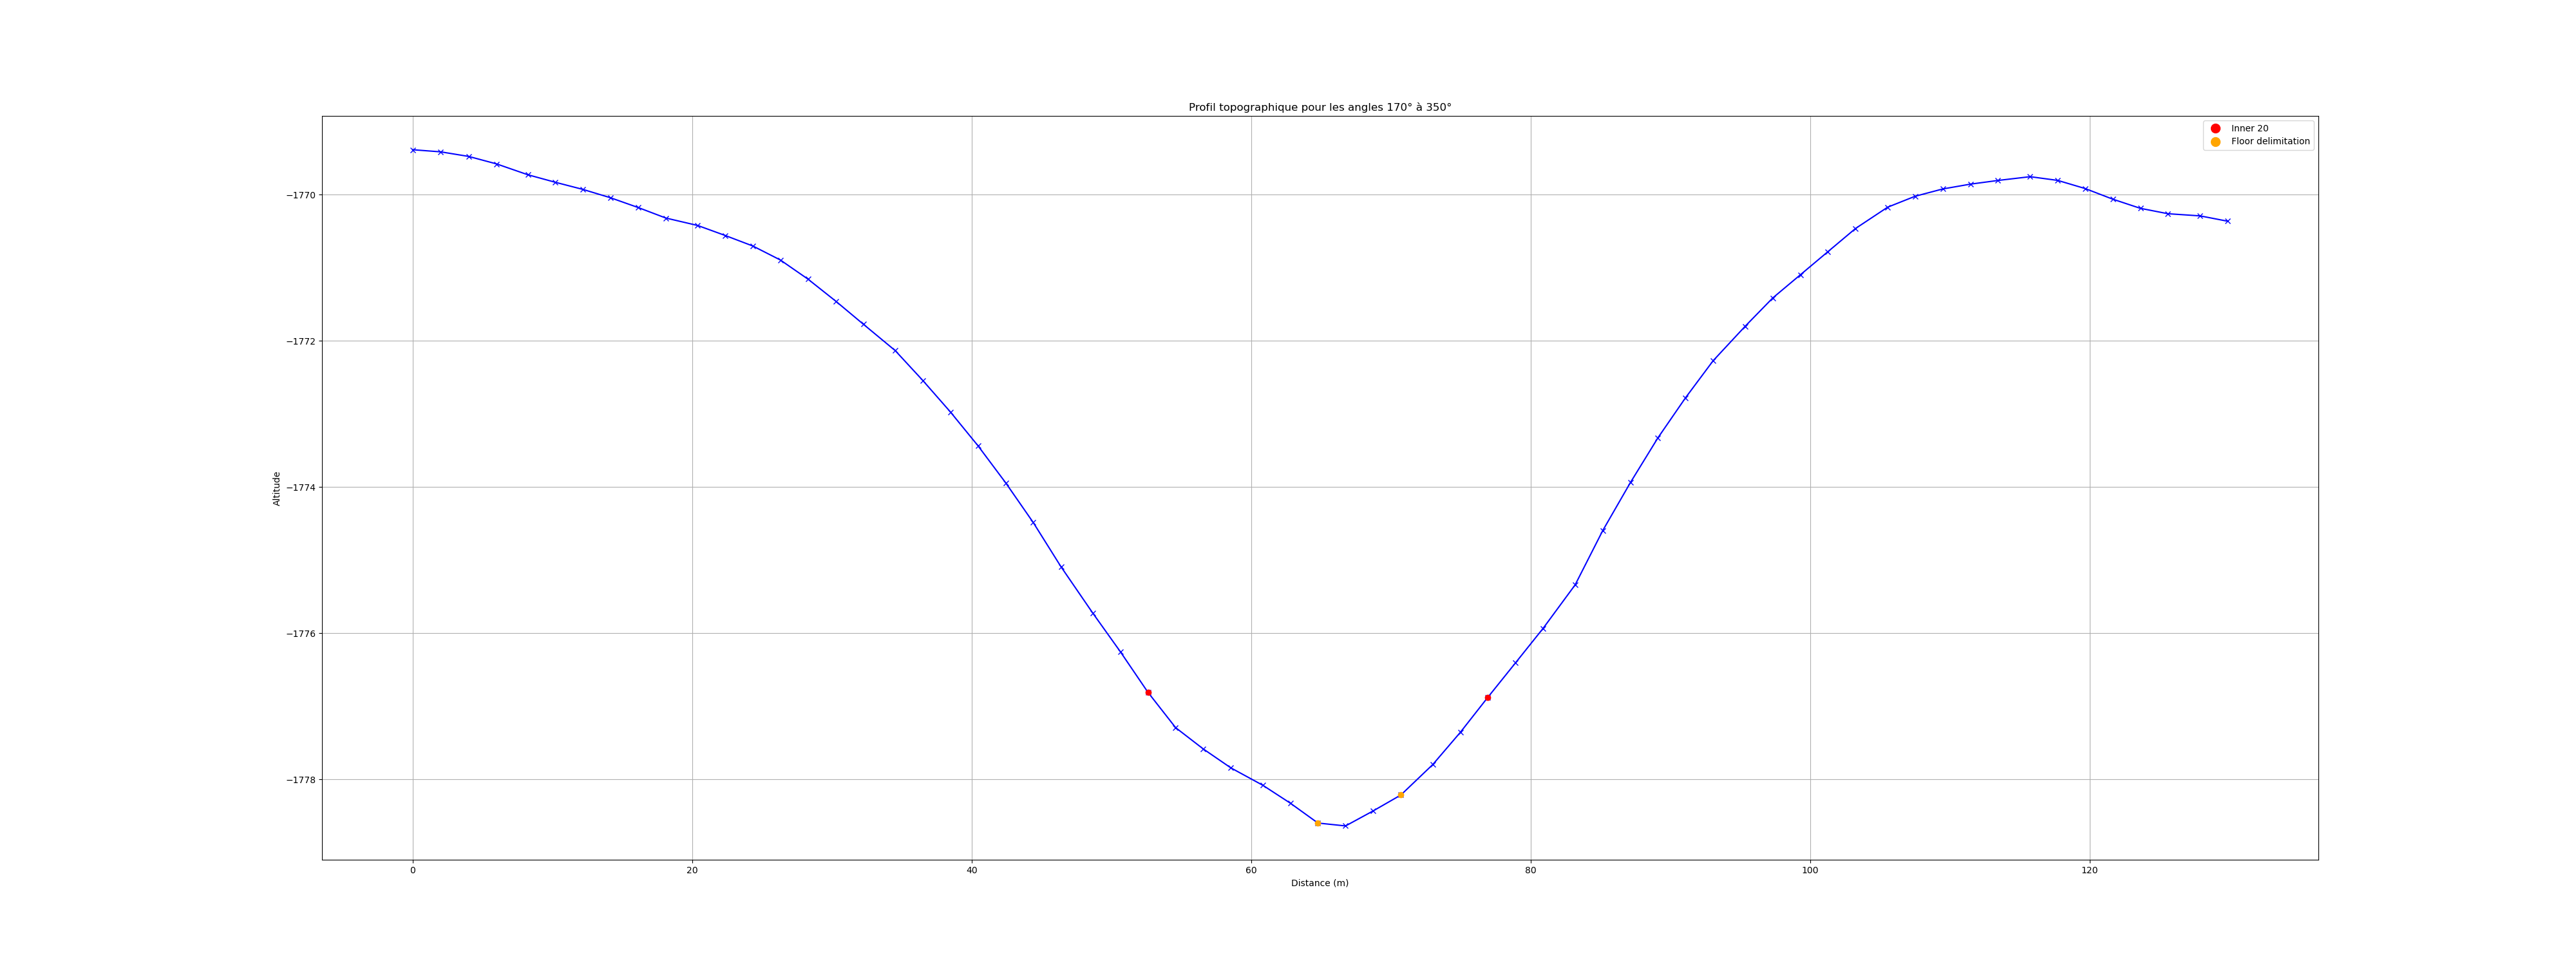 Profil topographique pour les angles 170° à 350°
Inner 20
Floor delimitation
−1770
−1772
−1774
−1776
−1778
Altitude
0 20 40 60 80 100 120
Distance (m)